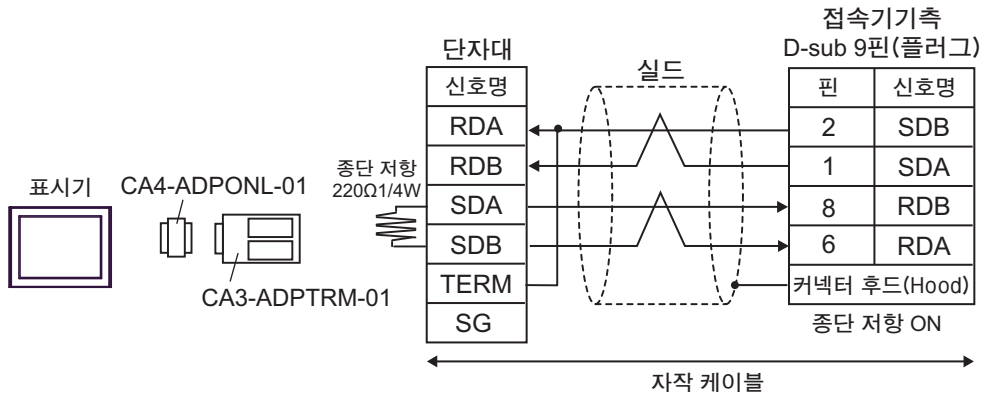 접속기기측
D-sub 9핀(플러그)
단자대
실드
신호명
핀 신호명
RDA
2 SDB
RDB
1 SDA
종단 저항
220Ω1/4W
SDA
8 RDB
SDB
6 RDA
표시기
CA4-ADPONL-01
CA3-ADPTRM-01
TERM
커넥터 후드(Hood)
SG
종단 저항 ON
자작 케이블